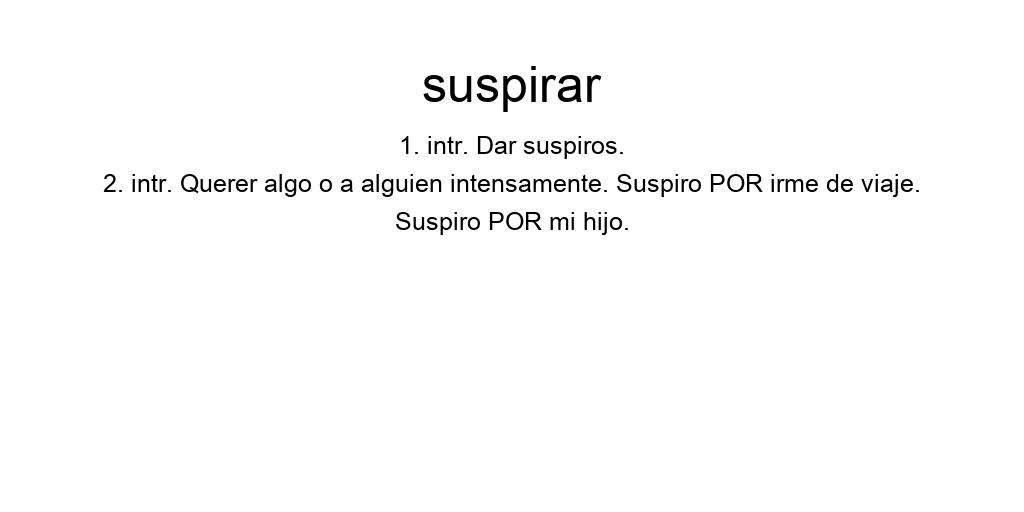 suspirar
1. intr. Dar suspiros.
2. intr. Querer algo o a alguien intensamente. Suspiro POR irme de viaje.
Suspiro POR mi hijo.